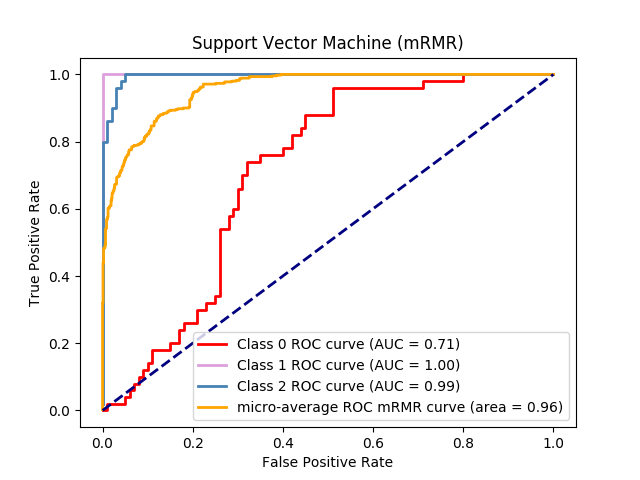 Support Vector Machine (mRMR)
True Positive Rate
1.0
0.8
0.6
0.4
0.2
0.0
Class 0 ROC curve (AUC = 0.71)
Class 1 ROC curve (AUC = 1.00)
Class 2 ROC curve (AUC = 0.99)
micro-average ROC mRMR curve (area = 0.96)
0.0 0.2 0.4 0.6 0.8 1.0
False Positive Rate